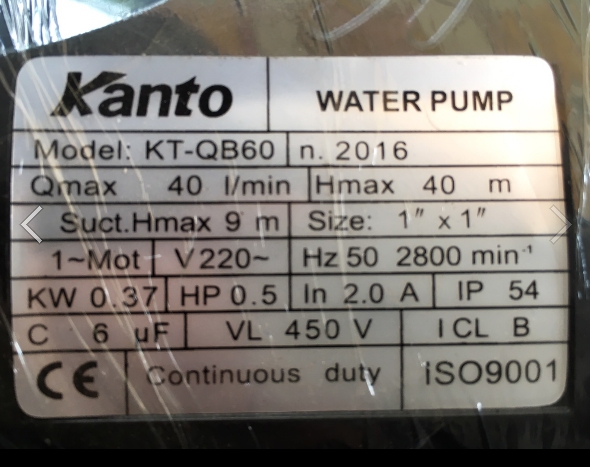 Kanto WATER PUMP
Model: KT-QB60 n. 2016
Qmax 40 l/min Hmax 40 m
Suct.Hmax 9 m Size: 1" x 1"
1~Mot V220~ Hz 50 2800 min⁻¹
KW 0.37 HP 0.5 In 2.0 A IP 54
C 6 uF VL 450 V I CL B
CE Continuous duty iSO9001